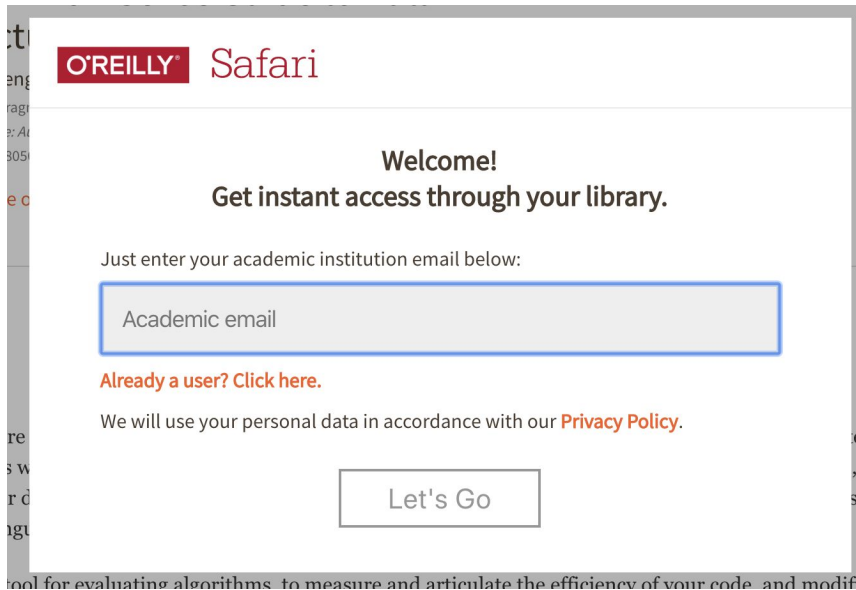 O'REILLY® Safari
Welcome!
Get instant access through your library.
Just enter your academic institution email below:
Academic email
Already a user? Click here.
We will use your personal data in accordance with our Privacy Policy.
Let's Go
tool for evaluating algorithms, to measure and articulate the efficiency of your code, and modif